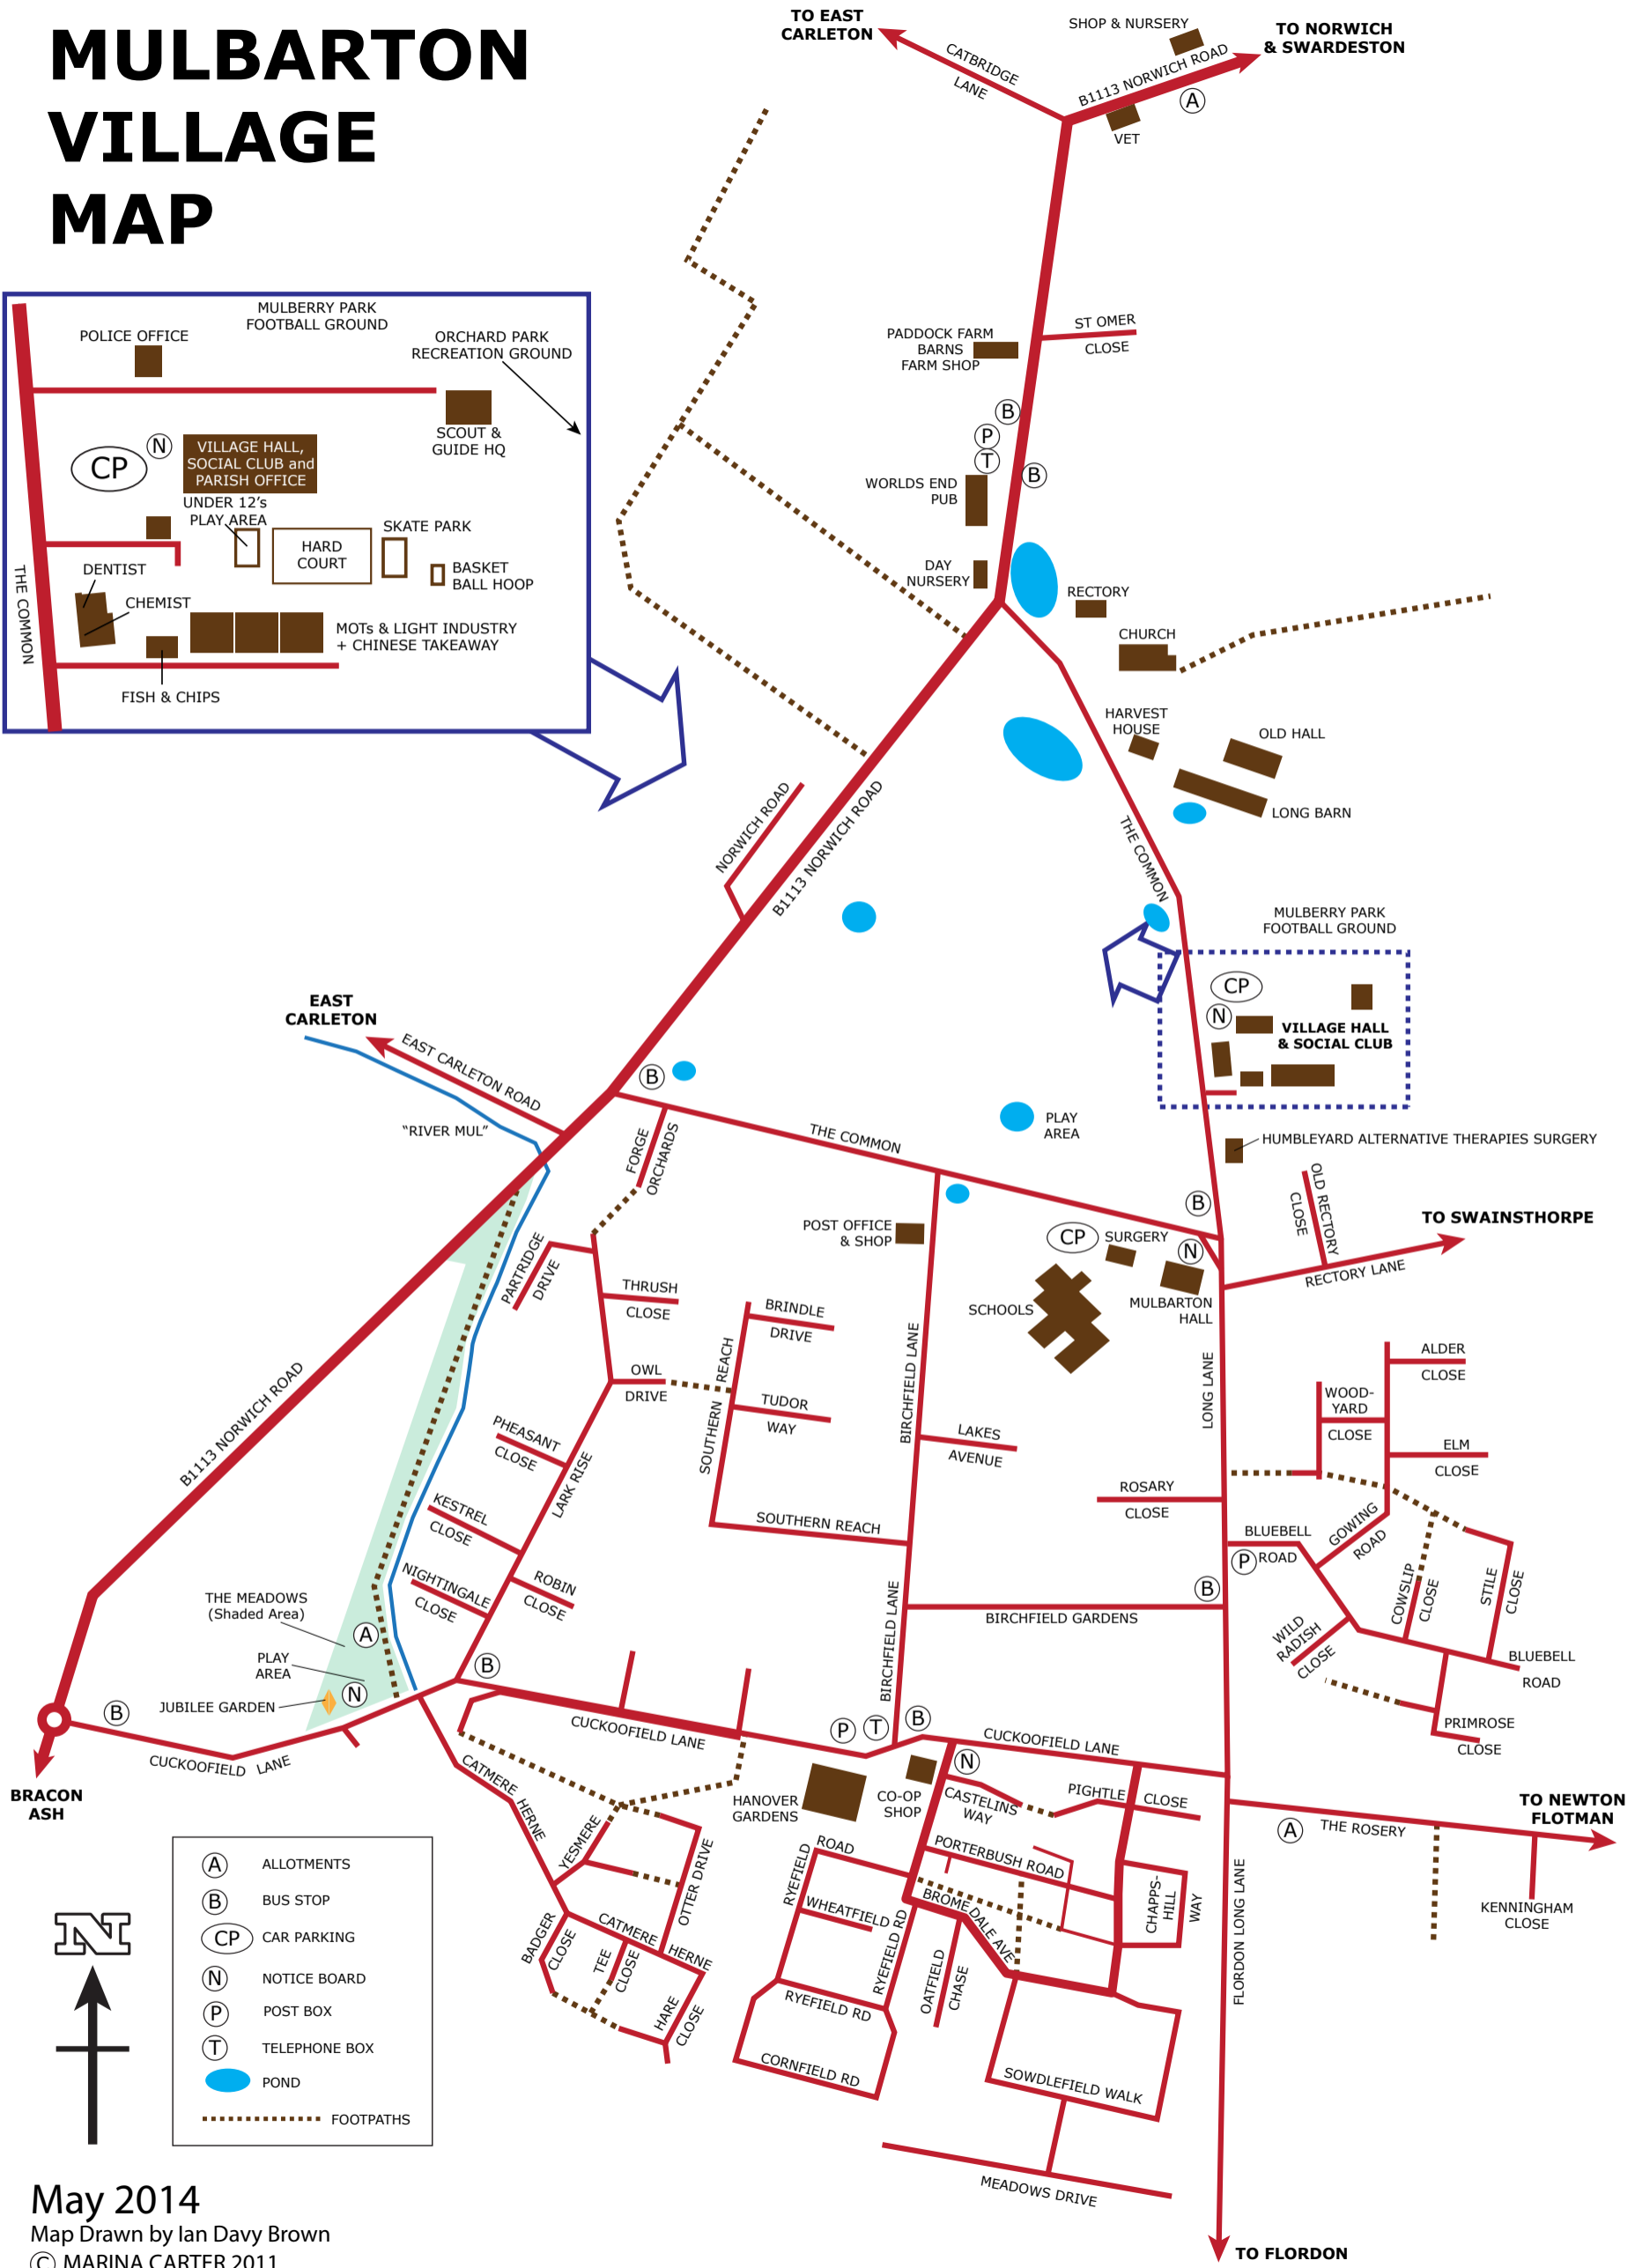 MULBARTON
VILLAGE
MAP
TO EAST
CARLETON
CATBRIDGE
LANE
SHOP & NURSERY
TO NORWICH
& SWARDESTON
B1113 NORWICH ROAD
A
VET
MULBERRY PARK
FOOTBALL GROUND
POLICE OFFICE
ORCHARD PARK
RECREATION GROUND
SCOUT &
GUIDE HQ
CP
N
VILLAGE HALL,
SOCIAL CLUB and
PARISH OFFICE
UNDER 12's
PLAY AREA
HARD
COURT
SKATE PARK
BASKET
BALL HOOP
THE COMMON
DENTIST
CHEMIST
MOTs & LIGHT INDUSTRY
+ CHINESE TAKEAWAY
FISH & CHIPS
PADDOCK FARM
BARNS
FARM SHOP
ST OMER
CLOSE
B
P
T
B
WORLDS END
PUB
DAY
NURSERY
RECTORY
CHURCH
HARVEST
HOUSE
OLD HALL
LONG BARN
THE COMMON
NORWICH ROAD
B1113 NORWICH ROAD
MULBERRY PARK
FOOTBALL GROUND
CP
N
VILLAGE HALL
& SOCIAL CLUB
EAST
CARLETON
EAST CARLETON ROAD
"RIVER MUL"
B
FORGE
ORCHARDS
THE COMMON
PLAY
AREA
HUMBLEYARD ALTERNATIVE THERAPIES SURGERY
B
OLD RECTORY
CLOSE
TO SWAINSTHORPE
RECTORY LANE
POST OFFICE
& SHOP
CP
SURGERY
N
SCHOOLS
MULBARTON
HALL
PARTRIDGE
DRIVE
THRUSH
CLOSE
OWL
DRIVE
BRINDLE
DRIVE
SOUTHERN REACH
TUDOR
WAY
BIRCHFIELD LANE
LAKES
AVENUE
LONG LANE
ALDER
CLOSE
WOOD-
YARD
CLOSE
ELM
CLOSE
B1113 NORWICH ROAD
PHEASANT
CLOSE
LARK RISE
KESTREL
CLOSE
NIGHTINGALE
CLOSE
ROBIN
CLOSE
SOUTHERN REACH
ROSARY
CLOSE
BLUEBELL
ROAD
P
GOWING
ROAD
COWSLIP
CLOSE
STILE
CLOSE
B
BIRCHFIELD GARDENS
BIRCHFIELD LANE
WILD
RADISH
CLOSE
BLUEBELL
ROAD
PRIMROSE
CLOSE
THE MEADOWS
(Shaded Area)
A
PLAY
AREA
N
JUBILEE GARDEN
B
B
CUCKOOFIELD LANE
BRACON
ASH
CUCKOOFIELD LANE
P
T
B
CUCKOOFIELD LANE
CATMERE HERNE
HANOVER
GARDENS
CO-OP
SHOP
N
CASTELINS
WAY
PIGHTLE CLOSE
TO NEWTON
FLOTMAN
A
THE ROSERY
KENNINGHAM
CLOSE
YESMERE
OTTER DRIVE
RYEFIELD ROAD
PORTERBUSH ROAD
WHEATFIELD
BROMEDALE AVE
CHAPPS-
HILL
WAY
BADGER
CLOSE
CATMERE HERNE
TEE
CLOSE
HARE
CLOSE
RYEFIELD RD
OATFIELD
CHASE
RYEFIELD RD
CORNFIELD RD
SOWDLEFIELD WALK
FLORDON LONG LANE
MEADOWS DRIVE
TO FLORDON
A ALLOTMENTS
B BUS STOP
CP CAR PARKING
N NOTICE BOARD
P POST BOX
T TELEPHONE BOX
POND
FOOTPATHS
N
May 2014
Map Drawn by Ian Davy Brown
© MARINA CARTER 2011